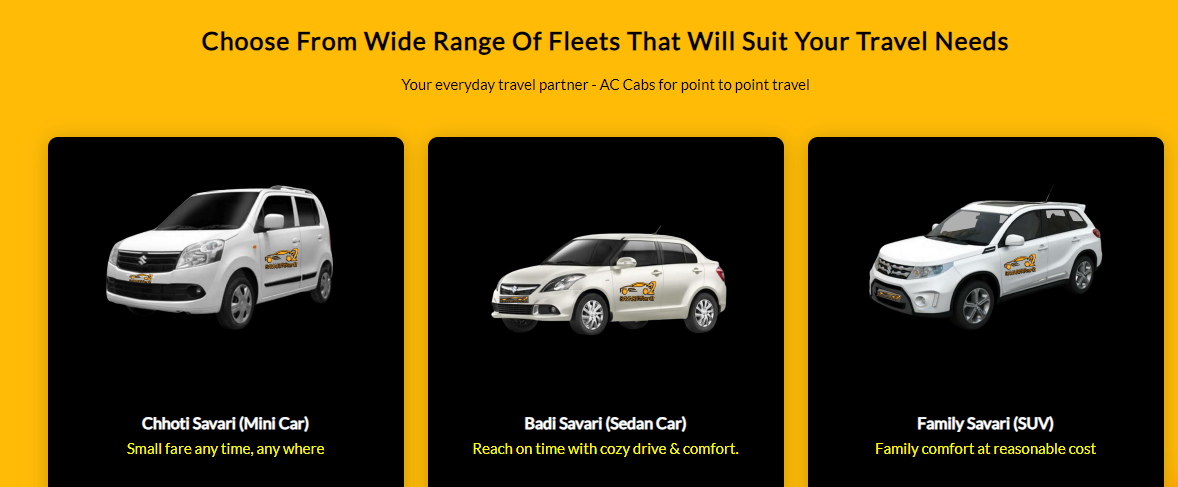 Choose From Wide Range Of Fleets That Will Suit Your Travel Needs
Your everyday travel partner - AC Cabs for point to point travel
Chhoti Savari (Mini Car)
Small fare any time, any where
Badi Savari (Sedan Car)
Reach on time with cozy drive & comfort.
Family Savari (SUV)
Family comfort at reasonable cost